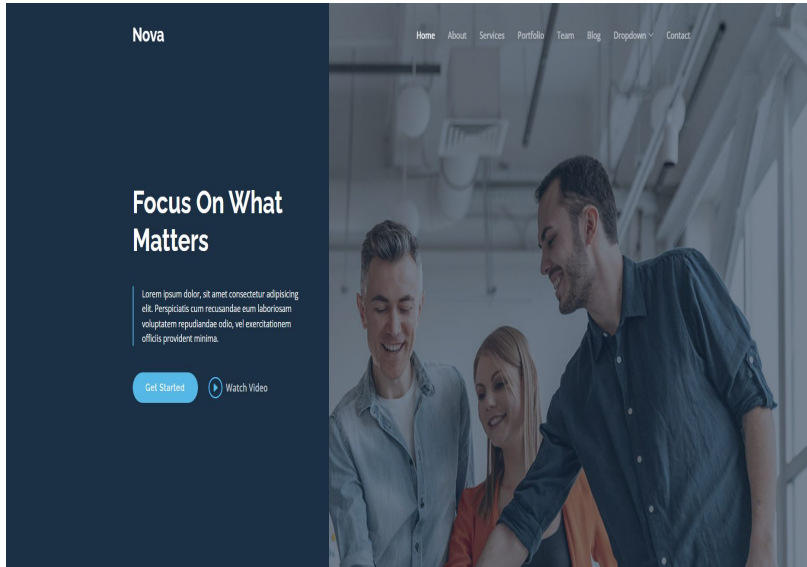 Nova
Home About Services Portfolio Team Blog Dropdown Contact
Focus On What
Matters
Lorem ipsum dolor, sit amet consectetur adipisicing
elit. Perspiciatis cum recusandae eum laboriosam
voluptatem repudiandae odio, vel exercitationem
officiis provident minima.
Get Started Watch Video